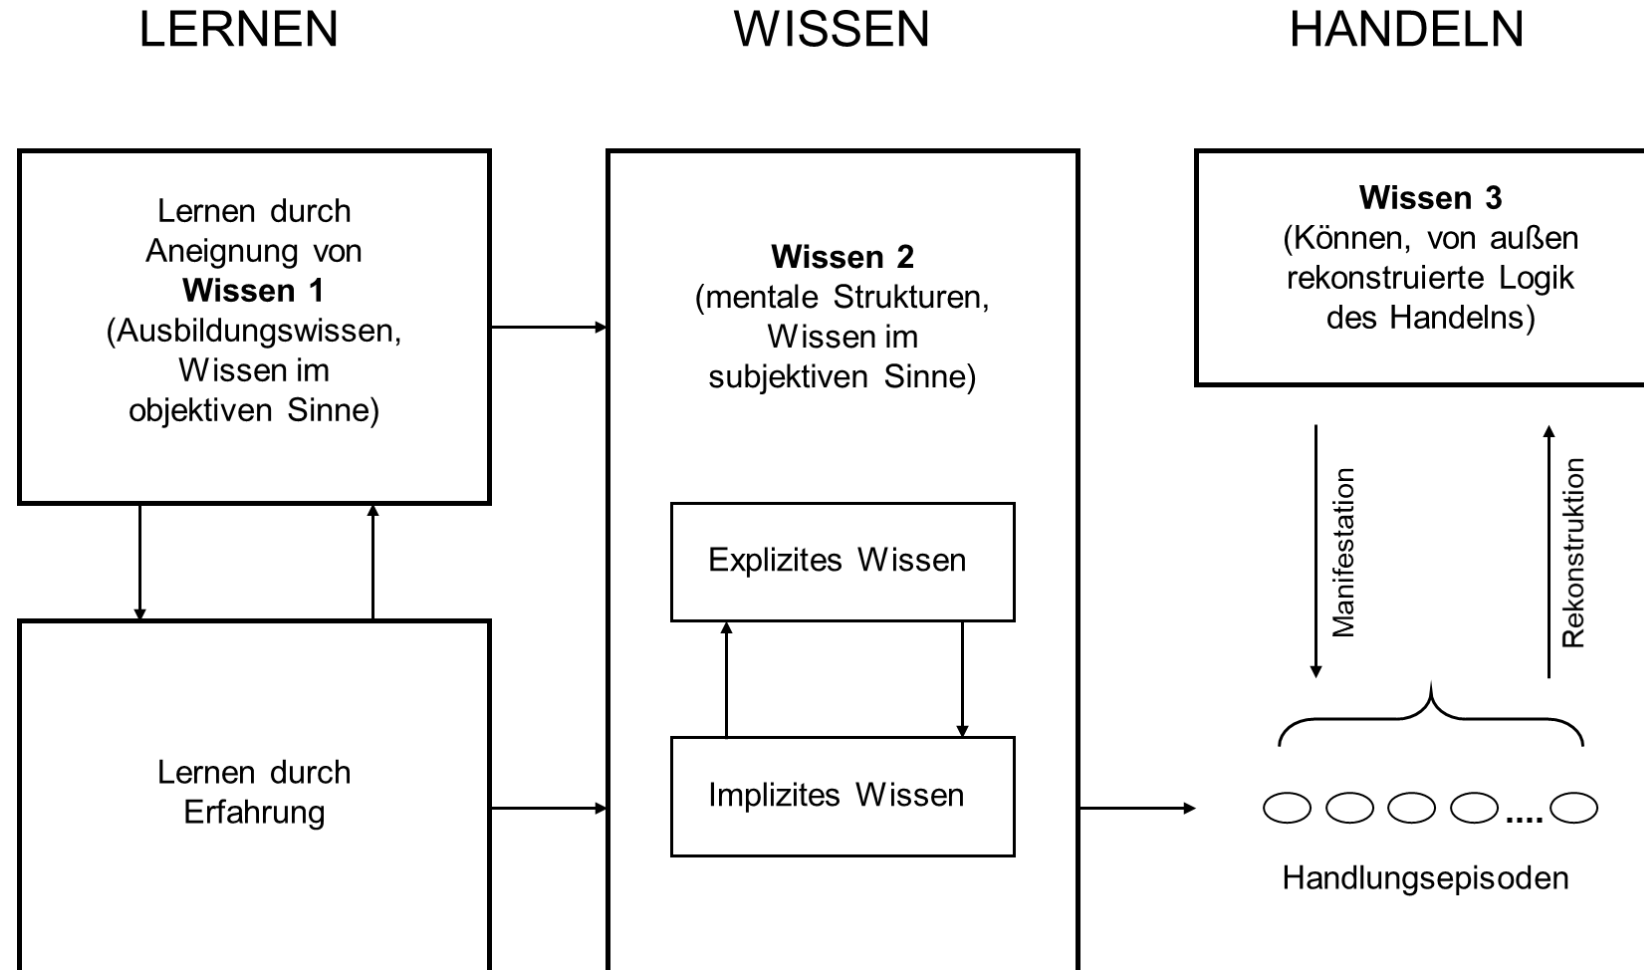 LERNEN
WISSEN
HANDELN
Lernen durch
Aneignung von
Wissen 1
(Ausbildungswissen,
Wissen im
objektiven Sinne)
Lernen durch
Erfahrung
Wissen 2
(mentale Strukturen,
Wissen im
subjektiven Sinne)
Explizites Wissen
Implizites Wissen
Wissen 3
(Können, von außen
rekonstruierte Logik
des Handelns)
Manifestation
Rekonstruktion
....
Handlungsepisoden